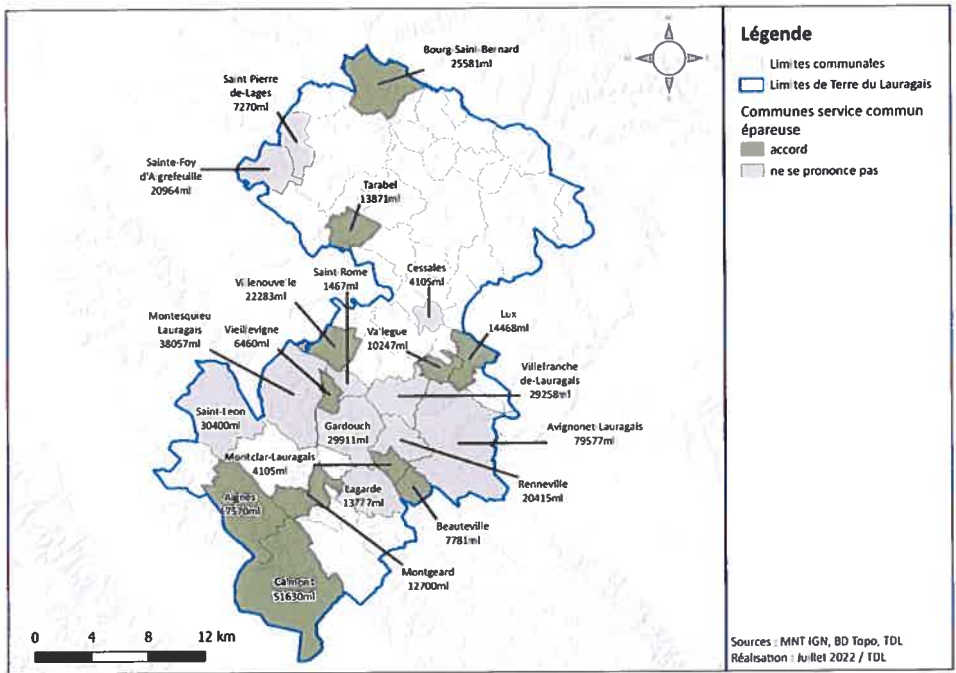 Bourg-Saint-Bernard
25581ml
Saint Pierre
de-Lages
7270ml
Sainte-Foy
d'Aigrefeuille
20964ml
Tarabel
13871ml
Saint-Rome
1467ml
Cessales
4105ml
Villenouvelle
22283ml
Lux
14468ml
Montesquieu
Lauragais
38057ml
Vieillevigne
6460ml
Vallegue
10247ml
Villefranche
de-Lauragais
29258ml
Saint-Leon
30400ml
Gardouch
29911ml
Avignonet-Lauragais
79577ml
Montclar-Lauragais
4105ml
Renneville
20415ml
Lagarde
13777ml
Aignes
7570ml
Beauteville
7781ml
Montgeard
12700ml
Calmont
51630ml
0 4 8 12 km
Légende
Limites communales
Limites de Terre du Lauragais
Communes service commun
épareuse
accord
ne se prononce pas
Sources : MNT IGN, BD Topo, TDL
Réalisation : Juillet 2022 / TDL